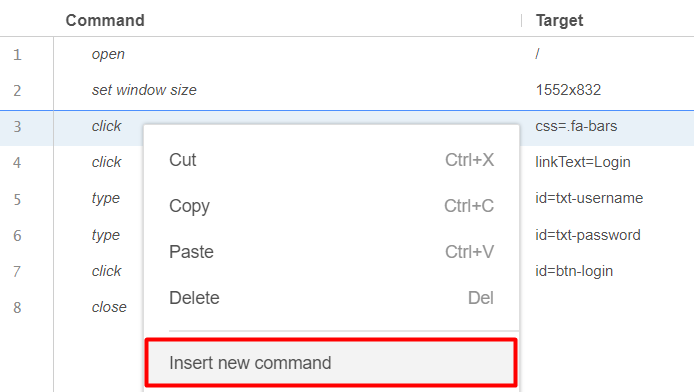 Command Target
1 open /
2 set window size 1552x832
3 click css=.fa-bars
4 click linkText=Login
5 type id=txt-username
6 type id=txt-password
7 click id=btn-login
8 close
Cut Ctrl+X
Copy Ctrl+C
Paste Ctrl+V
Delete Del
Insert new command